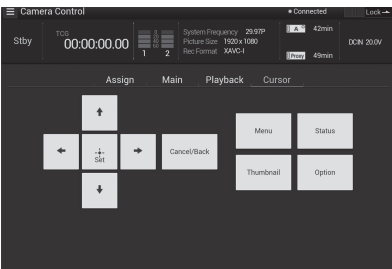 Camera Control
Connected
Lock
Stby
TCG
00:00:00.00
1 2
System Frequency 29.97P
Picture Size 1920 x 1080
Rec Format XAVC-I
A 42min
Proxy 49min
DCIN 20.0V
Assign Main Playback Cursor
Set
Cancel/Back
Menu Status
Thumbnail Option